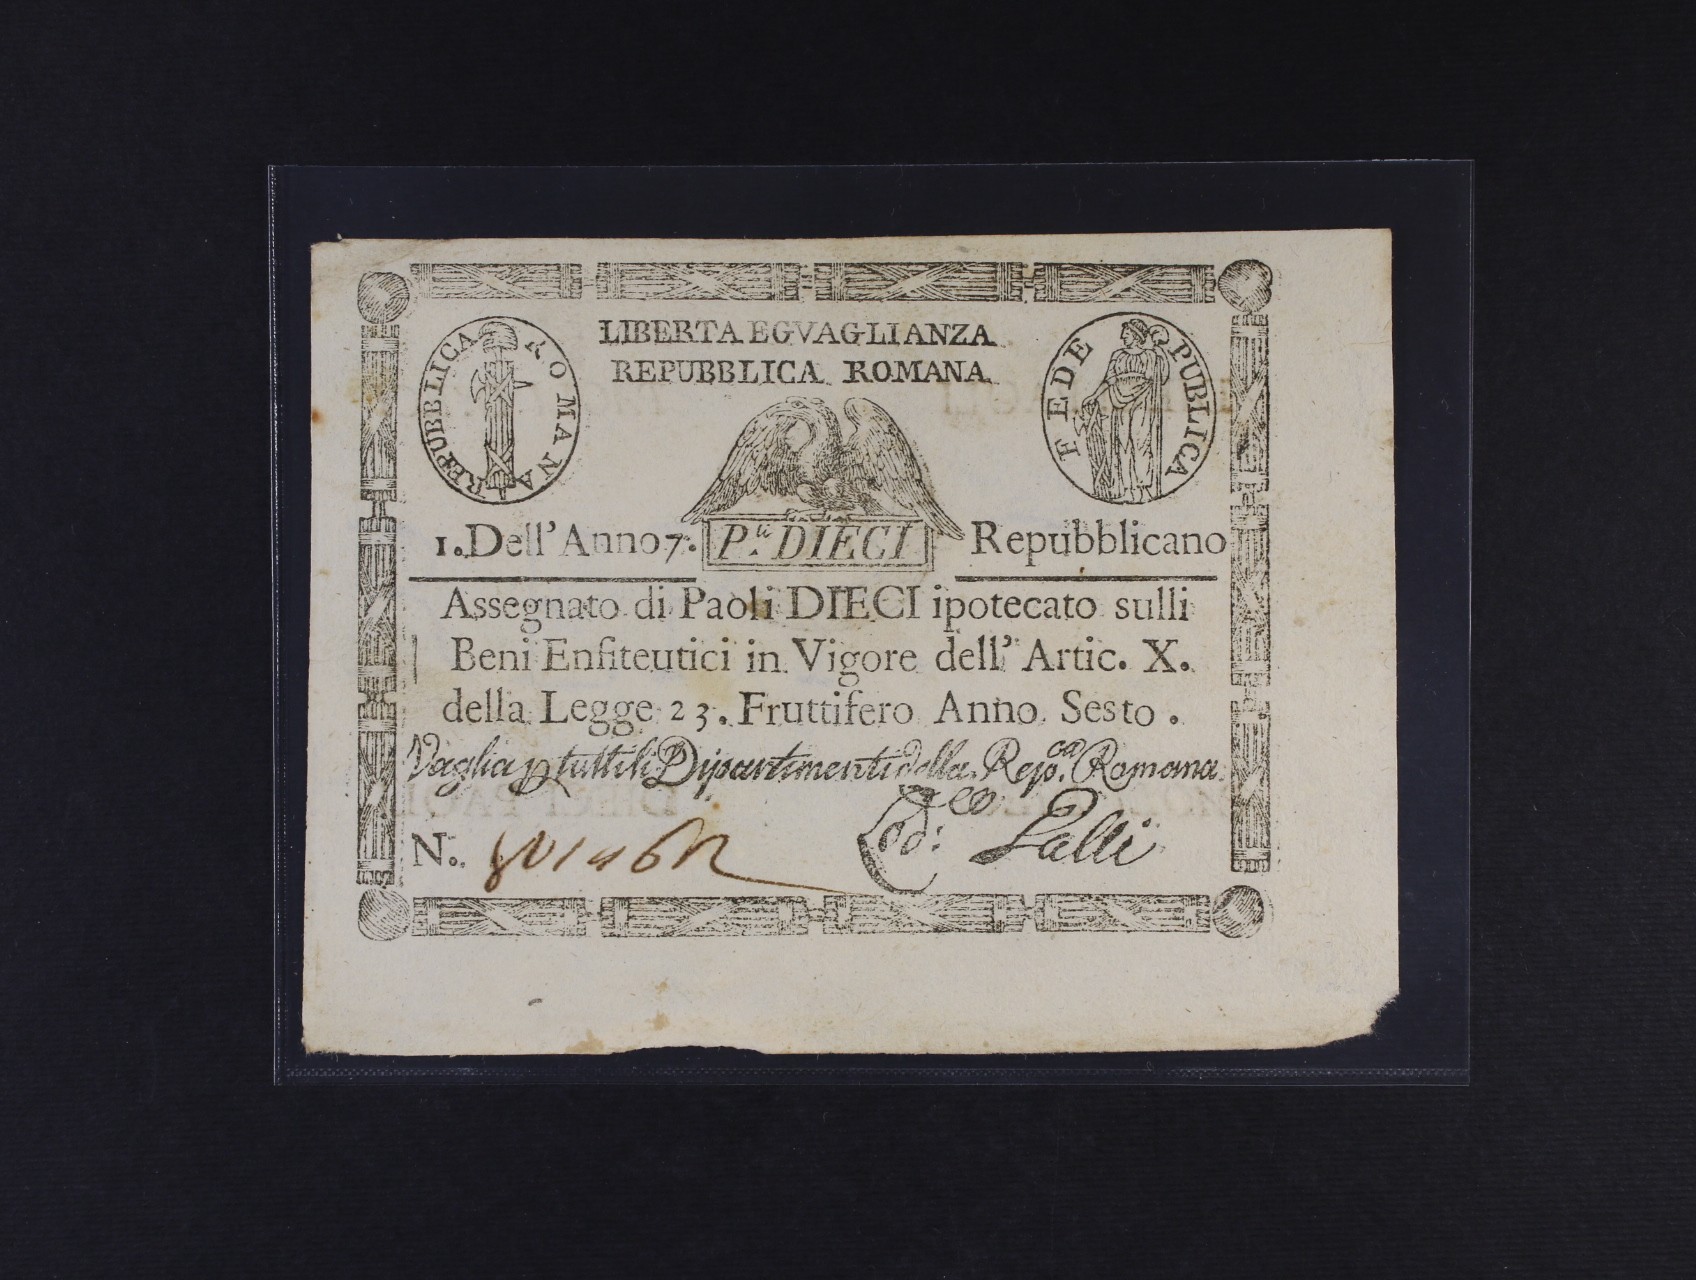 LIBERTA EGVAGLIANZA
REPUBBLICA ROMANA
REPUBBLICA ROMANA
FEDE PUBLICA
1. Dell' Anno 7. P.li DIECI Repubblicano
Assegnato di Paoli DIECI ipotecato sulli
Beni Enfiteutici in Vigore dell' Artic. X.
della Legge 23. Fruttifero Anno Sesto.
Vaglia p tutti li Dipartimenti della Rep.ca Romana
N.
Galli